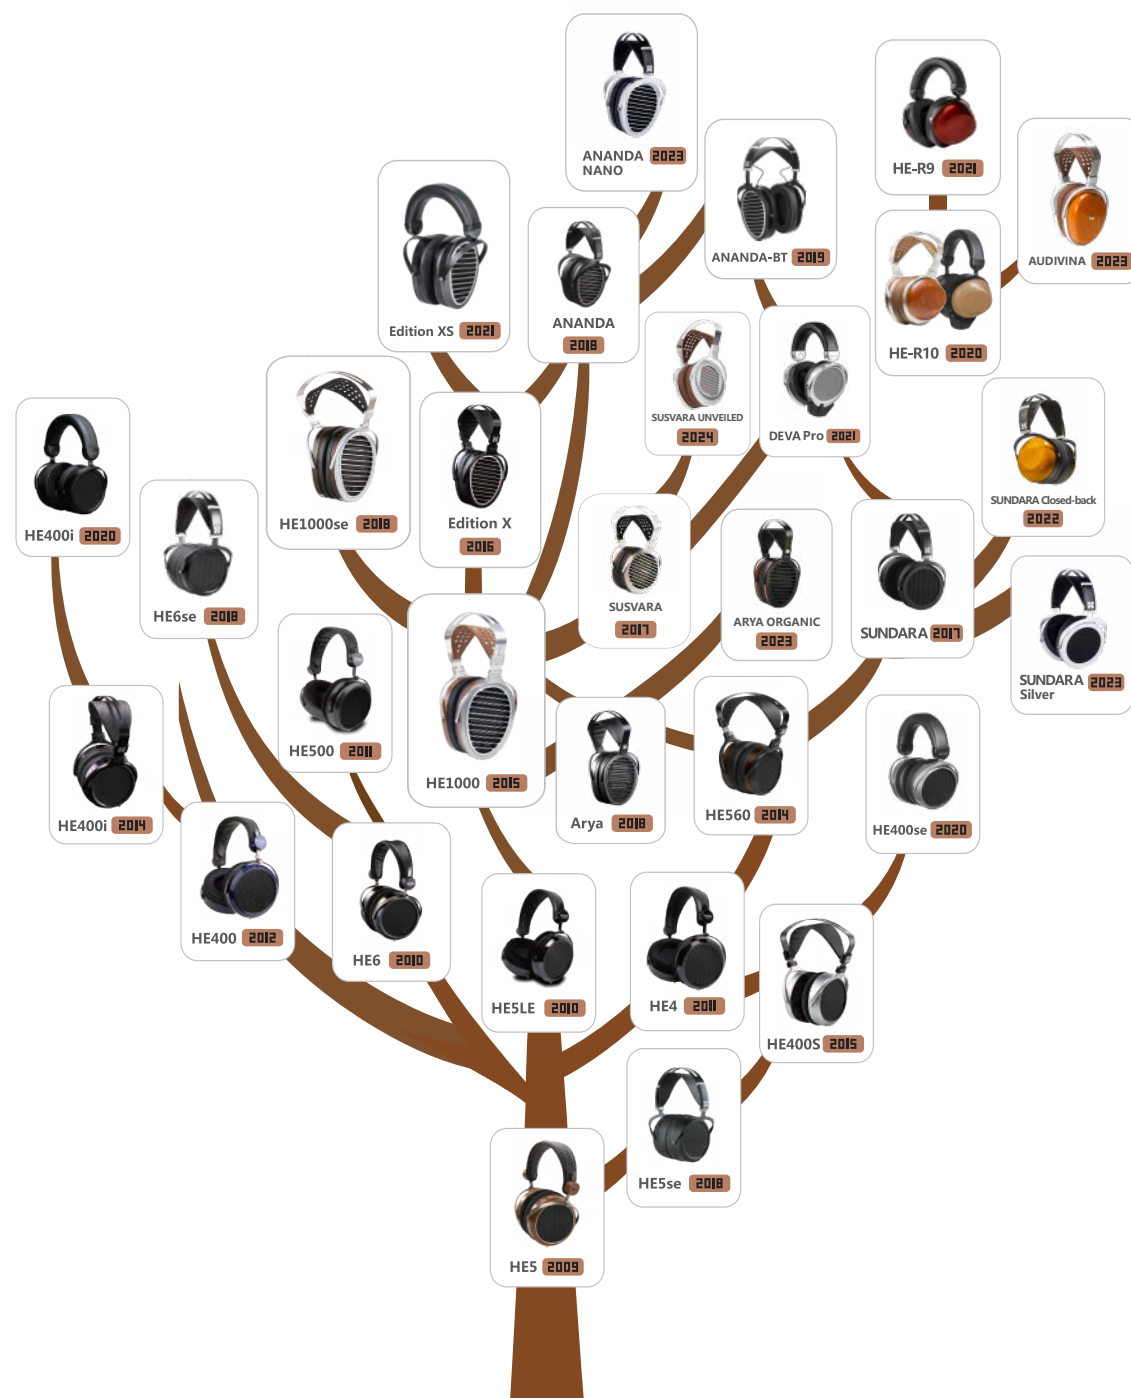 ANANDA 2023
NANO
HE-R9 2021
ANANDA-BT 2019
AUDIVINA 2023
Edition XS 2021
ANANDA
2018
HE-R10 2020
SUSVARA UNVEILED
2024
DEVA Pro 2021
HE1000se 2018
Edition X
2016
SUNDARA Closed-back
2022
HE400i 2020
HE6se 2018
SUSVARA
2017
ARYA ORGANIC
2023
SUNDARA 2017
SUNDARA 2023
Silver
HE500 2011
HE1000 2015
Arya 2018
HE560 2014
HE400i 2014
HE400se 2020
HE400 2012
HE6 2010
HE5LE 2010
HE4 2011
HE400S 2015
HE5se 2018
HE5 2009